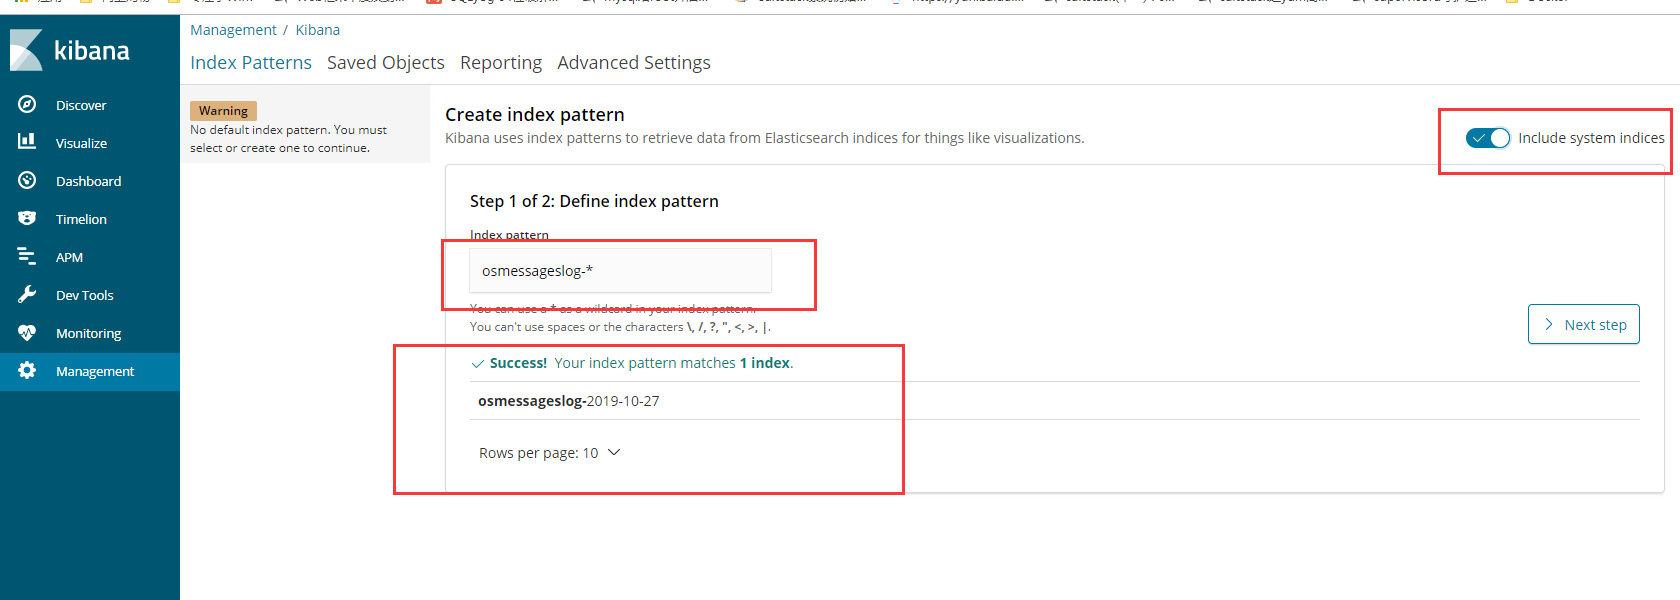 Management / Kibana
kibana
Index Patterns Saved Objects Reporting Advanced Settings
Discover
Visualize
Dashboard
Timelion
APM
Dev Tools
Monitoring
Management
Warning
No default index pattern. You must
select or create one to continue.
Create index pattern
Kibana uses index patterns to retrieve data from Elasticsearch indices for things like visualizations.
Include system indices
Step 1 of 2: Define index pattern
Index pattern
osmessageslog-*
You can use a * as a wildcard in your index pattern.
You can't use spaces or the characters \, /, ?, ", <, >, |.
Next step
Success! Your index pattern matches 1 index.
osmessageslog-2019-10-27
Rows per page: 10